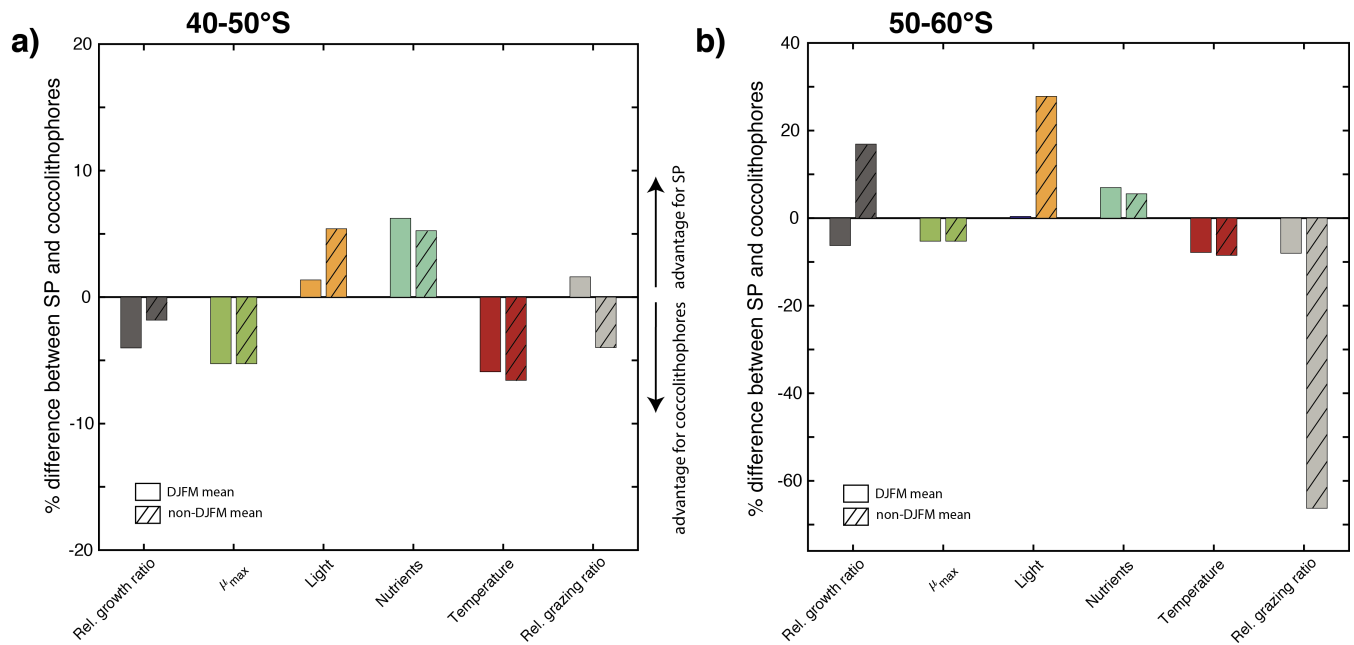 a)
40-50°S
% difference between SP and coccolithophores
20
10
0
-10
-20
DJFM mean
non-DJFM mean
Rel. growth ratio
μmax
Light
Nutrients
Temperature
Rel. grazing ratio
advantage for SP
advantage for coccolithophores
b)
50-60°S
% difference between SP and coccolithophores
40
20
0
-20
-40
-60
DJFM mean
non-DJFM mean
Rel. growth ratio
μmax
Light
Nutrients
Temperature
Rel. grazing ratio